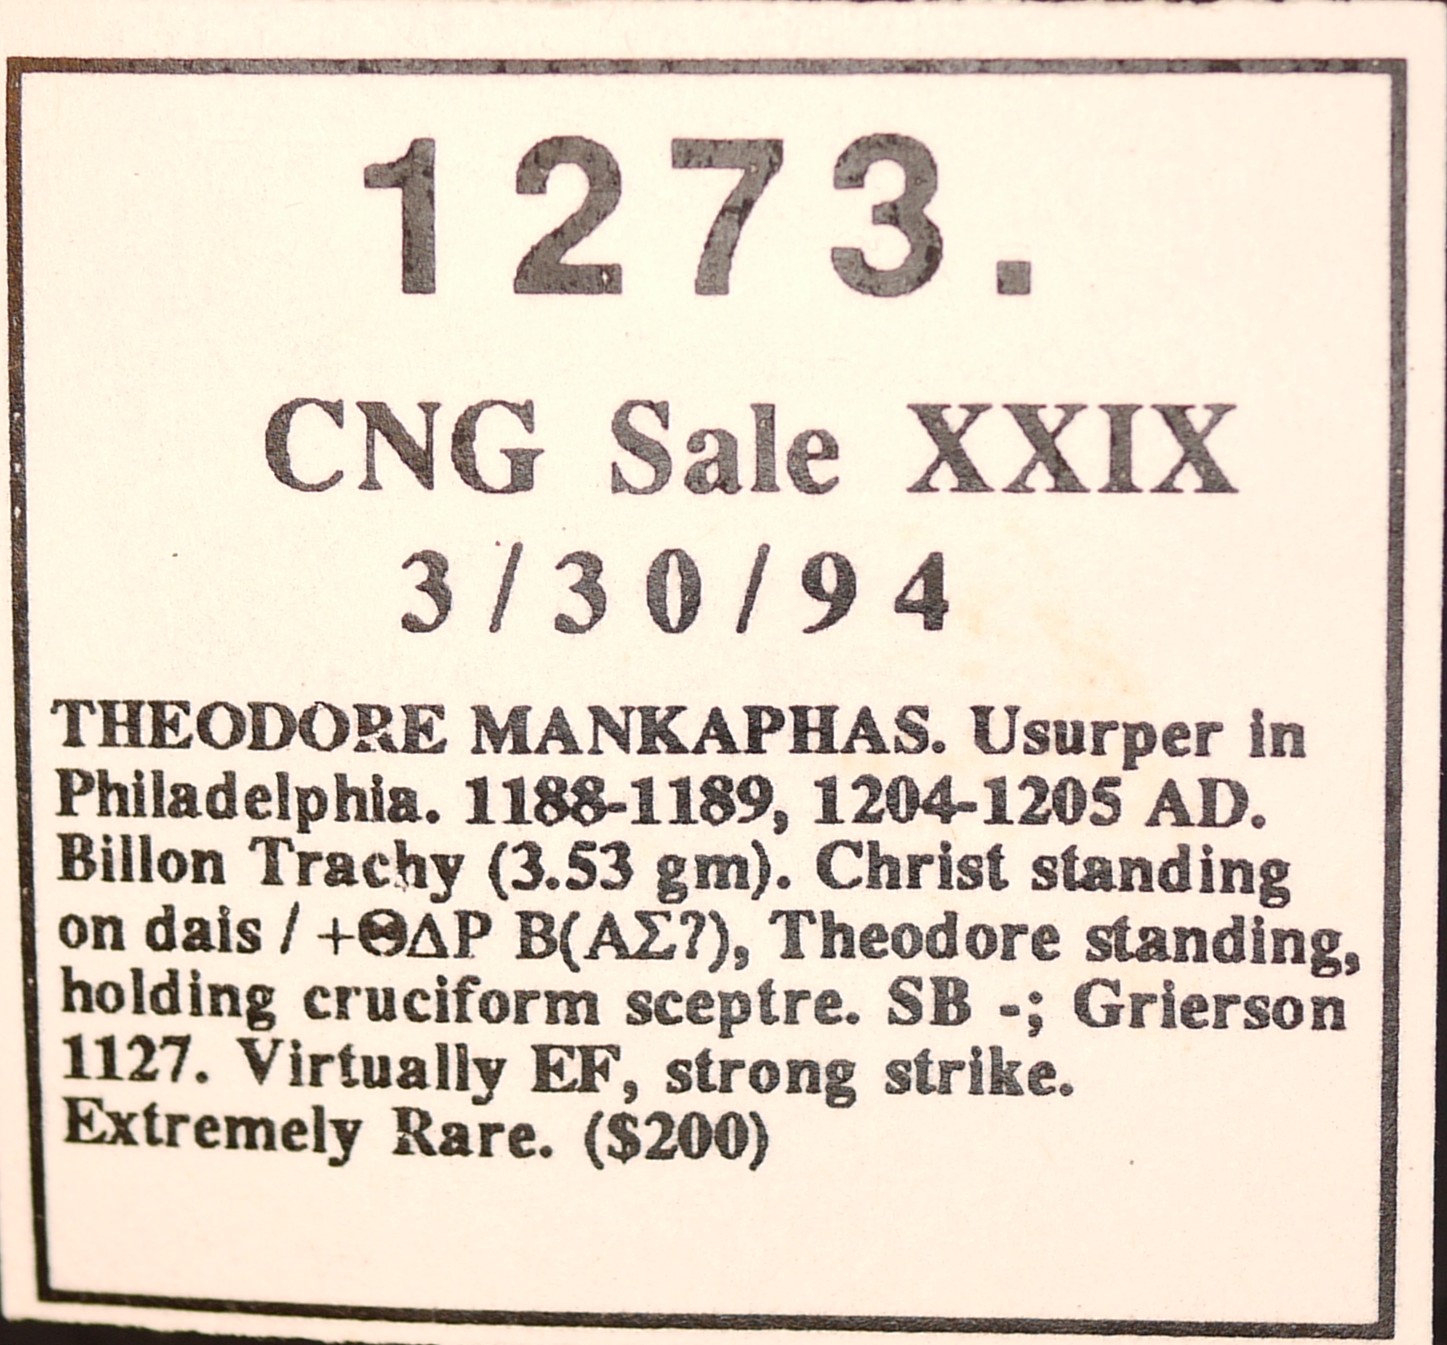 1273.
CNG Sale XXIX
3/30/94
THEODORE MANKAPHAS. Usurper in
Philadelphia. 1188-1189, 1204-1205 AD.
Billon Trachy (3.53 gm). Christ standing
on dais / +ΘΔΡ Β(ΑΣ?), Theodore standing,
holding cruciform sceptre. SB -; Grierson
1127. Virtually EF, strong strike.
Extremely Rare. ($200)